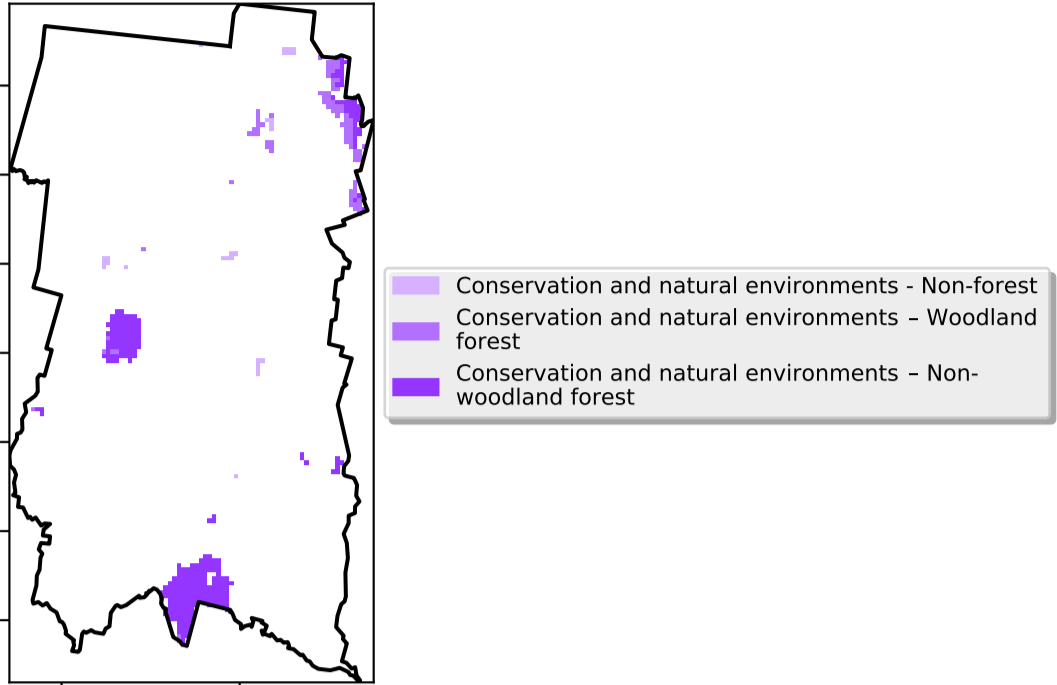 Conservation and natural environments - Non-forest
Conservation and natural environments – Woodland
forest
Conservation and natural environments – Non-
woodland forest